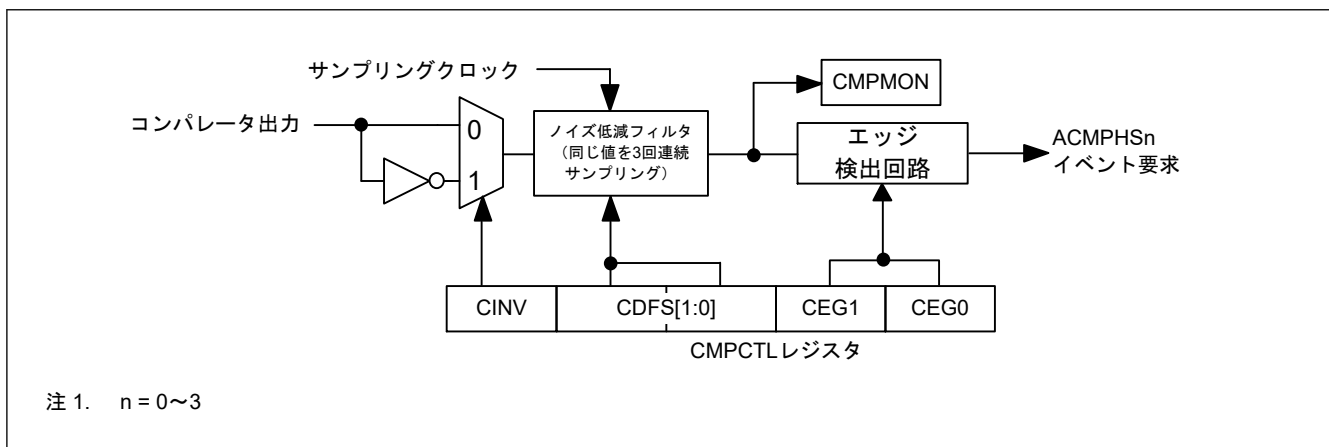 サンプリングクロック
CMPMON
コンパレータ出力
0
1
ノイズ低減フィルタ
（同じ値を3回連続
サンプリング）
エッジ
検出回路
ACMPHSn
イベント要求
CINV
CDFS[1:0]
CEG1
CEG0
CMPCTLレジスタ
注 1. n = 0～3